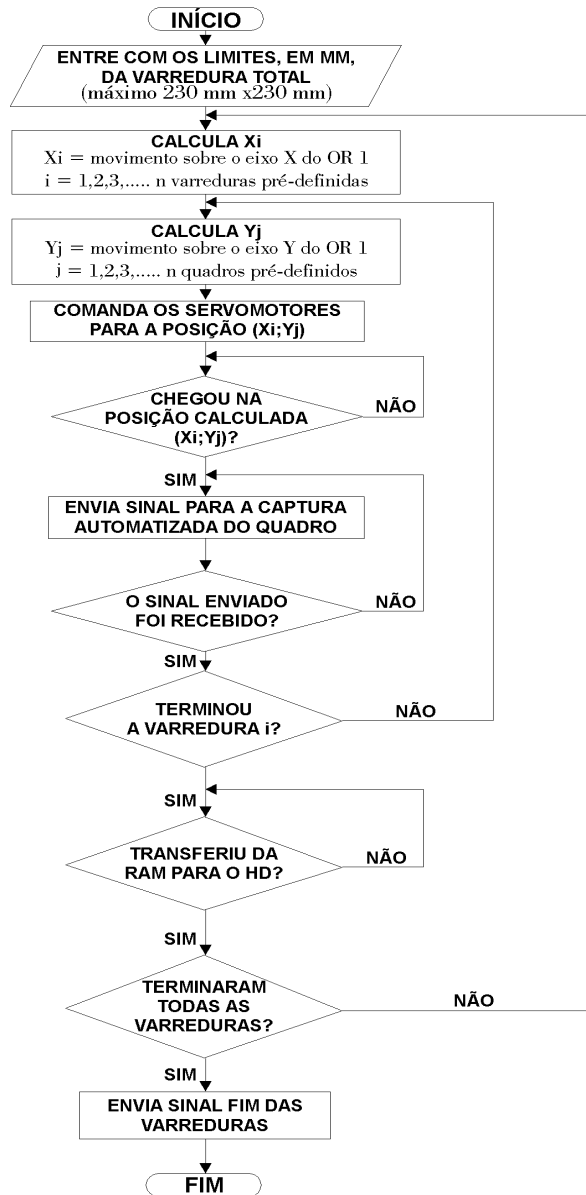 INÍCIO
ENTRE COM OS LIMITES, EM MM,
DA VARREDURA TOTAL
(máximo 230 mm x230 mm)
CALCULA Xi
Xi = movimento sobre o eixo X do OR 1
i = 1,2,3,..... n varreduras pré-definidas
CALCULA Yj
Yj = movimento sobre o eixo Y do OR 1
j = 1,2,3,..... n quadros pré-definidos
COMANDA OS SERVOMOTORES
PARA A POSIÇÃO (Xi;Yj)
CHEGOU NA
POSIÇÃO CALCULADA
(Xi;Yj)?
NÃO
SIM
ENVIA SINAL PARA A CAPTURA
AUTOMATIZADA DO QUADRO
O SINAL ENVIADO
FOI RECEBIDO?
NÃO
SIM
TERMINOU
A VARREDURA i?
NÃO
SIM
TRANSFERIU DA
RAM PARA O HD?
NÃO
SIM
TERMINARAM
TODAS AS
VARREDURAS?
NÃO
SIM
ENVIA SINAL FIM DAS
VARREDURAS
FIM